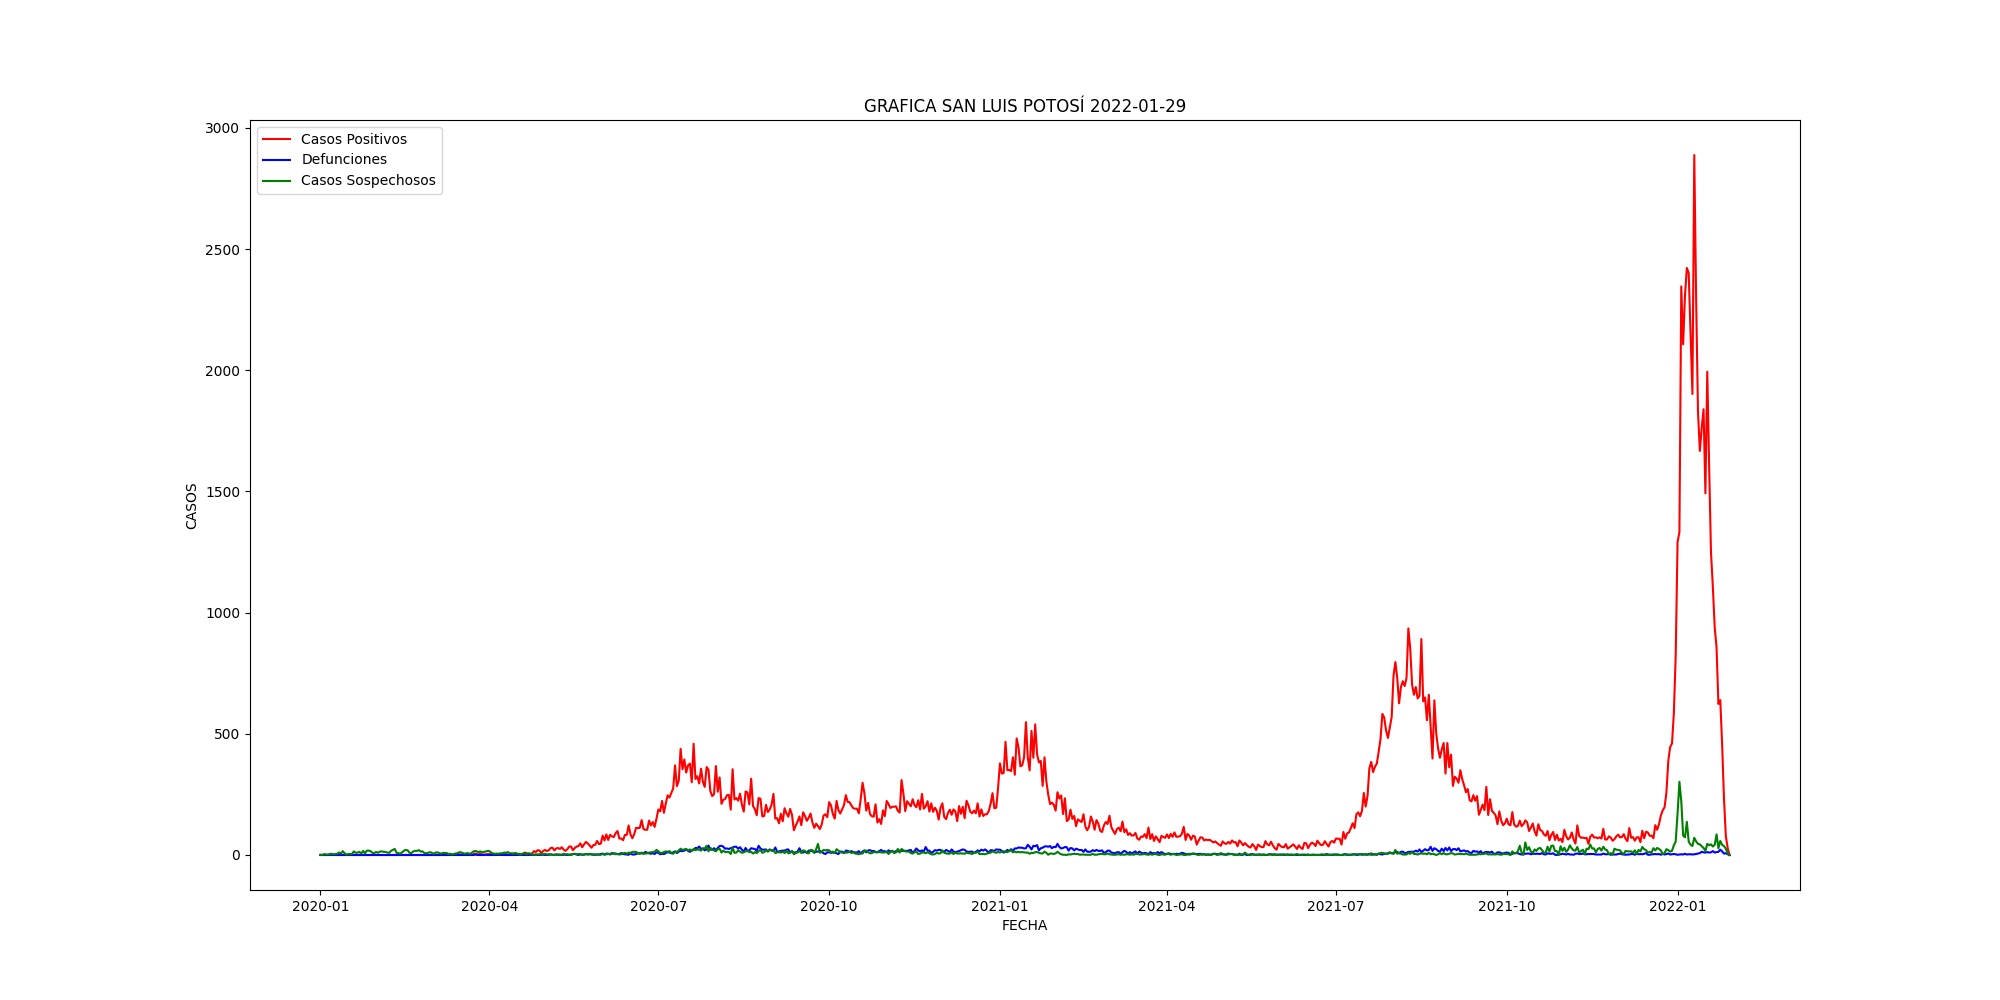 GRAFICA SAN LUIS POTOSÍ 2022-01-29
Casos Positivos
Defunciones
Casos Sospechosos
CASOS
3000
2500
2000
1500
1000
500
0
2020-01
2020-04
2020-07
2020-10
2021-01
2021-04
2021-07
2021-10
2022-01
FECHA